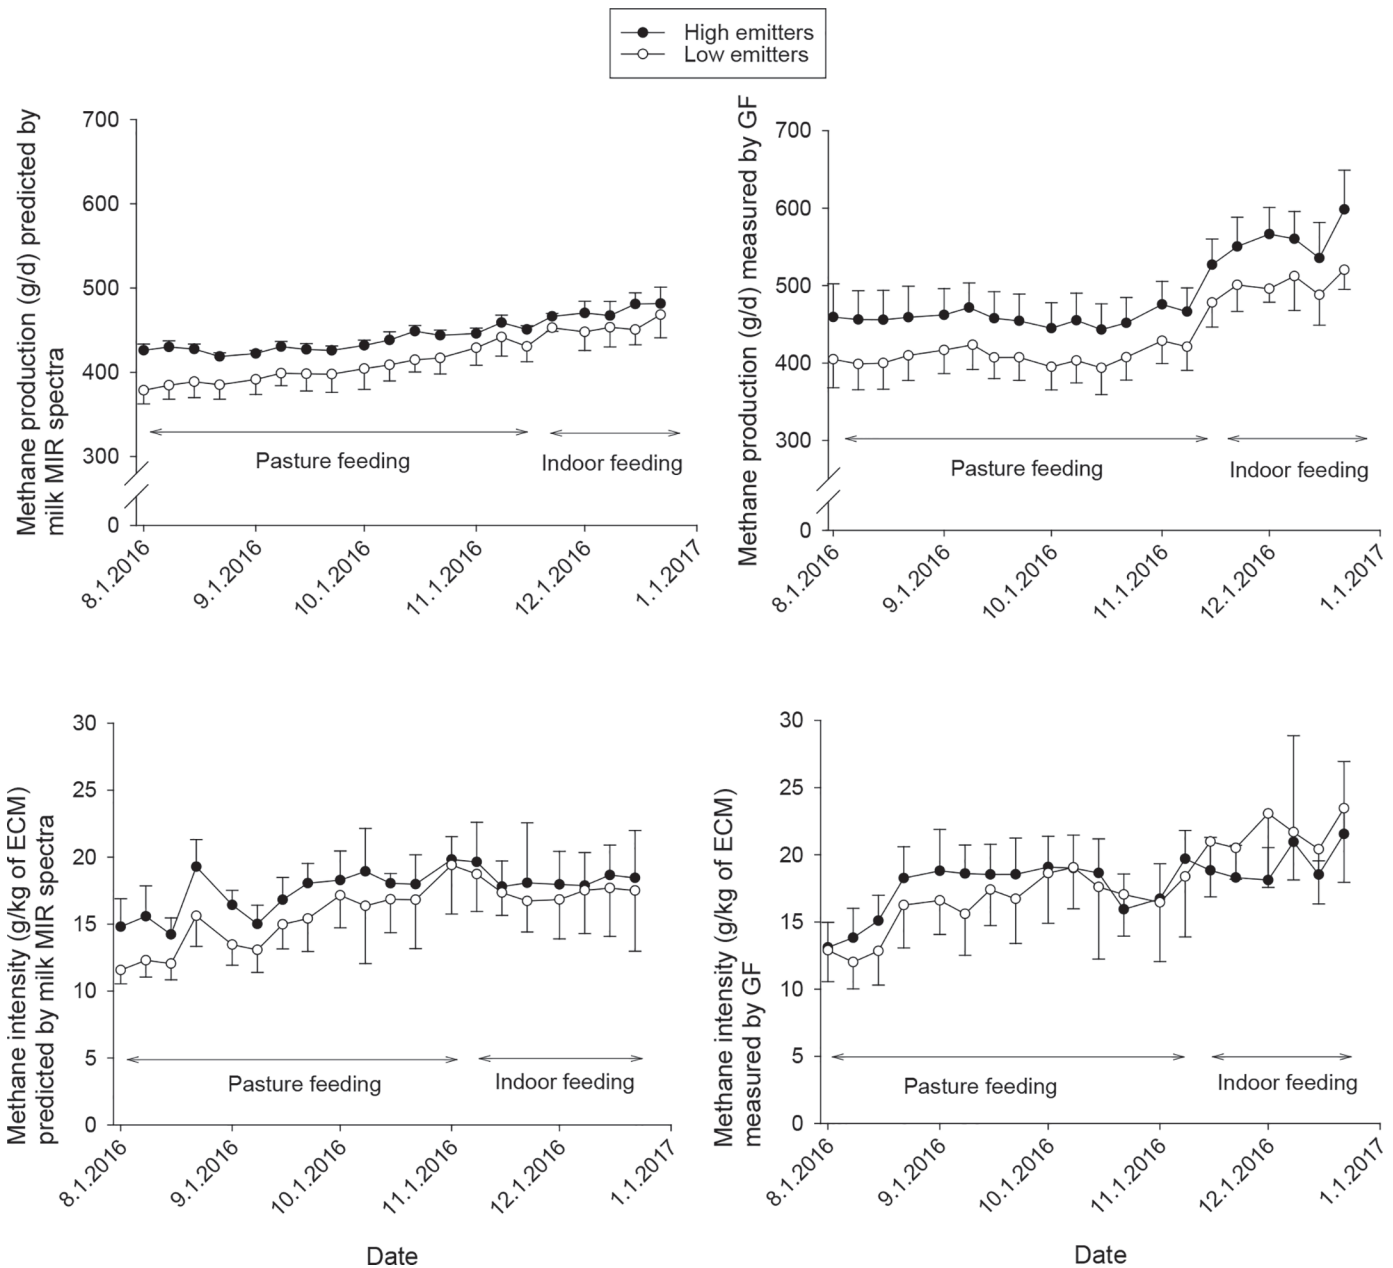 High emitters
Low emitters
Methane production (g/d) predicted by
milk MIR spectra
700
600
500
400
300
0
Pasture feeding
Indoor feeding
8.1.2016
9.1.2016
10.1.2016
11.1.2016
12.1.2016
1.1.2017
Methane production (g/d) measured by GF
700
600
500
400
300
0
Pasture feeding
Indoor feeding
8.1.2016
9.1.2016
10.1.2016
11.1.2016
12.1.2016
1.1.2017
Methane intensity (g/kg of ECM)
predicted by milk MIR spectra
30
25
20
15
10
5
0
Pasture feeding
Indoor feeding
8.1.2016
9.1.2016
10.1.2016
11.1.2016
12.1.2016
1.1.2017
Date
Methane intensity (g/kg of ECM)
measured by GF
30
25
20
15
10
5
0
Pasture feeding
Indoor feeding
8.1.2016
9.1.2016
10.1.2016
11.1.2016
12.1.2016
1.1.2017
Date